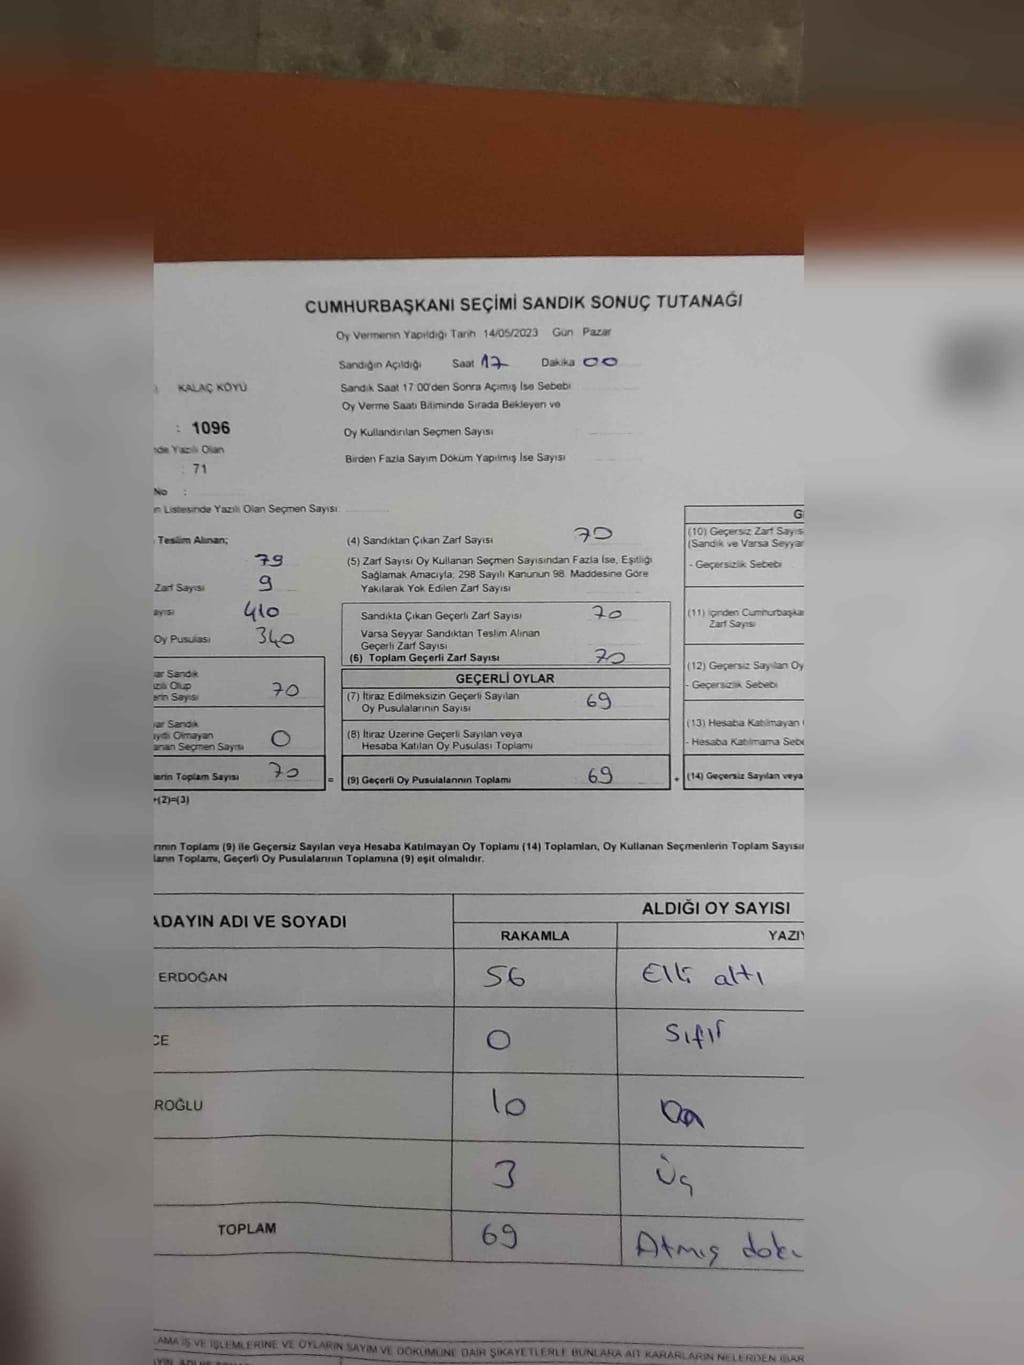 CUMHURBAŞKANI SEÇİMİ SANDIK SONUÇ TUTANAĞI
Oy Vermenin Yapıldığı Tarih 14/05/2023 Gün Pazar
Sandığın Açıldığı Saat 17 Dakika 00
KALAÇ KÖYÜ
Sandık Saat 17:00'den Sonra Açımış İse Sebebi
Oy Verme Saati Bitiminde Sırada Bekleyen ve
: 1096
Oy Kullandırılan Seçmen Sayısı
nde Yazılı Olan
Birden Fazla Sayım Döküm Yapılmış İse Sayısı
: 71
No :
n Listesinde Yazılı Olan Seçmen Sayısı
Teslim Alınan;
79
Zarf Sayısı 9
ayısı 410
Oy Pusulası 340
(4) Sandıktan Çıkan Zarf Sayısı 70
(5) Zarf Sayısı Oy Kullanan Seçmen Sayısından Fazla İse, Eşitliği
Sağlamak Amacıyla, 298 Sayılı Kanunun 98. Maddesine Göre
Yakılarak Yok Edilen Zarf Sayısı
Sandıkta Çıkan Geçerli Zarf Sayısı 70
Varsa Seyyar Sandıktan Teslim Alınan
Geçerli Zarf Sayısı
(6) Toplam Geçerli Zarf Sayısı 70
G
(10) Geçersiz Zarf Sayıs
(Sandık ve Varsa Seyyar
- Geçersizlik Sebebi
(11) İçinden Cumhurbaşka
Zarf Sayısı
(12) Geçersiz Sayılan Oy
- Geçersizlik Sebebi
(13) Hesaba Katılmayan
- Hesaba Katılmama Sebe
(14) Geçersiz Sayılan veya
ar Sandık
zılı Olup
erin Sayısı 70
ar Sandık
yıtlı Olmayan
anan Seçmen Sayısı 0
lerin Toplam Sayısı 70
+(2)=(3)
=
GEÇERLİ OYLAR
(7) İtiraz Edilmeksizin Geçerli Sayılan
Oy Pusulalarının Sayısı 69
(8) İtiraz Üzerine Geçerli Sayılan veya
Hesaba Katılan Oy Pusulası Toplamı
(9) Geçerli Oy Pusulalarının Toplamı 69
+
rının Toplamı (9) ile Geçersiz Sayılan veya Hesaba Katılmayan Oy Toplamı (14) Toplamları, Oy Kullanan Seçmenlerin Toplam Sayısı
ların Toplamı, Geçerli Oy Pusulalarının Toplamına (9) eşit olmalıdır.
ADAYIN ADI VE SOYADI
ALDIĞI OY SAYISI
RAKAMLA YAZIY
ERDOĞAN 56 Elli altı
CE 0 Sıfır
ROĞLU 10 On
3 Üç
TOPLAM 69 Atmış dok
LAMA İŞ VE İŞLEMLERİNE VE OYLARIN SAYIM VE DÖKÜMÜNE DAİR ŞİKAYETLERLE BUNLARA AİT KARARLARIN NELERDEN İBAR